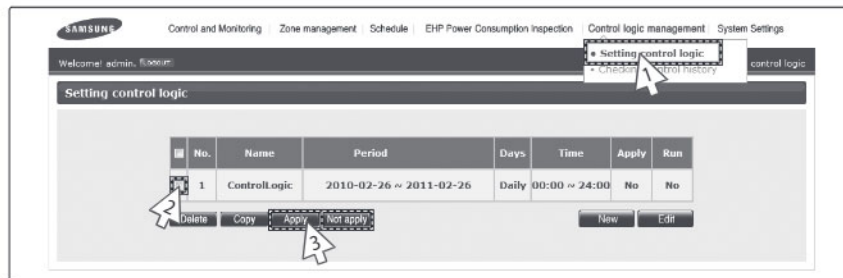 SAMSUNG Control and Monitoring Zone management Schedule EHP Power Consumption Inspection Control logic management System Settings
• Setting control logic
Welcome! admin. control logic
• Checking control history
1
Setting control logic
No. Name Period Days Time Apply Run
1 ControlLogic 2010-02-26 ~ 2011-02-26 Daily 00:00 ~ 24:00 No No
2
Delete Copy Apply Not apply New Edit
3